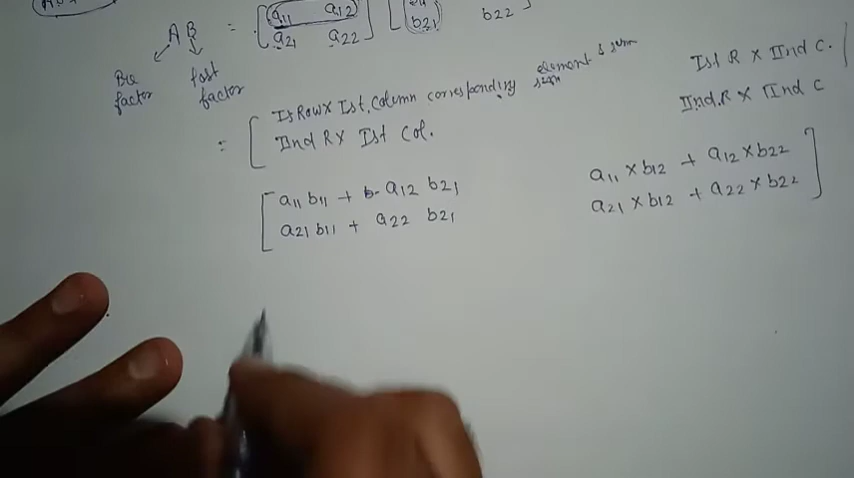 AB = [ a11 a12 ] [ b21 b22 ]
a21 a22
Pre factor
Post factor
= [ Ist Row x Ist, Column corresponding element & sum
Ist R x IInd C.
IInd R x Ist Col.
IInd. R x IInd C
[ a11 b11 + a12 b21 a11 x b12 + a12 x b22 ]
a21 b11 + a22 b21 a21 x b12 + a22 x b22